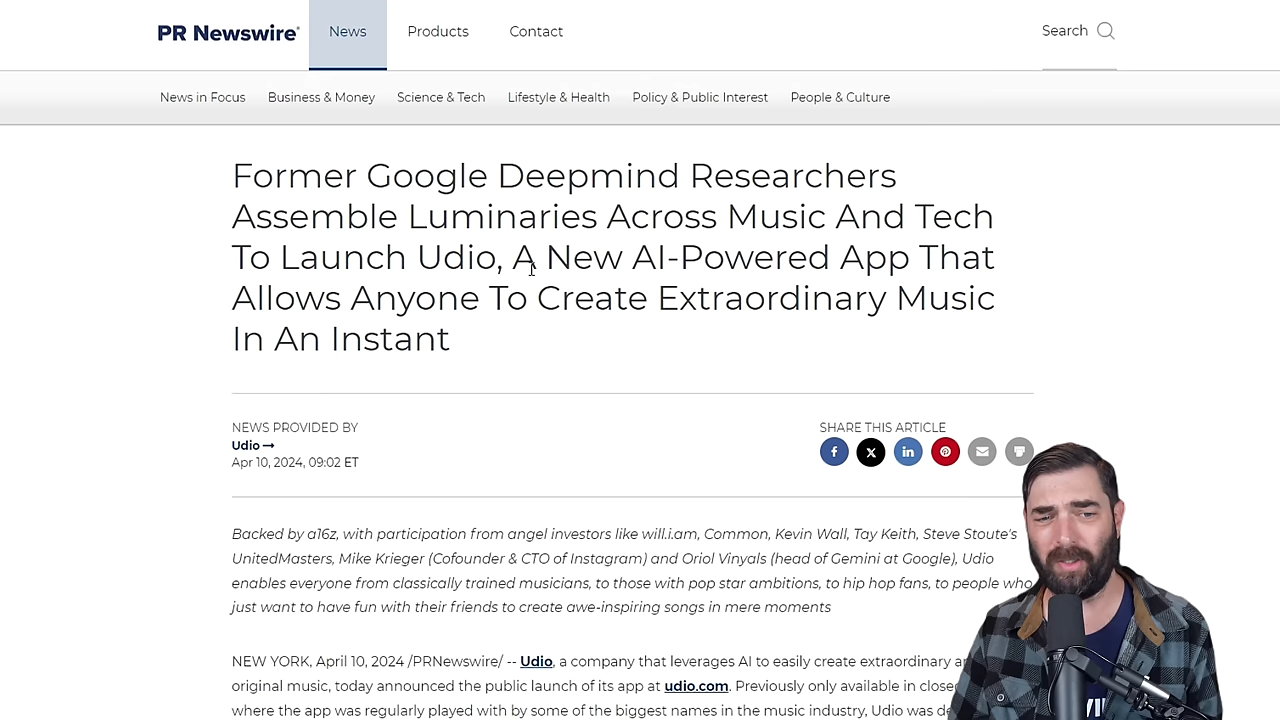 PR Newswire®
News
Products
Contact
Search
News in Focus
Business & Money
Science & Tech
Lifestyle & Health
Policy & Public Interest
People & Culture
Former Google Deepmind Researchers
Assemble Luminaries Across Music And Tech
To Launch Udio, A New AI-Powered App That
Allows Anyone To Create Extraordinary Music
In An Instant
NEWS PROVIDED BY
Udio →
Apr 10, 2024, 09:02 ET
SHARE THIS ARTICLE
Backed by a16z, with participation from angel investors like will.i.am, Common, Kevin Wall, Tay Keith, Steve Stoute's
UnitedMasters, Mike Krieger (Cofounder & CTO of Instagram) and Oriol Vinyals (head of Gemini at Google), Udio
enables everyone from classically trained musicians, to those with pop star ambitions, to hip hop fans, to people who
just want to have fun with their friends to create awe-inspiring songs in mere moments
NEW YORK, April 10, 2024 /PRNewswire/ -- Udio, a company that leverages AI to easily create extraordinary
original music, today announced the public launch of its app at udio.com. Previously only available in
where the app was regularly played with by some of the biggest names in the music industry, Udio was